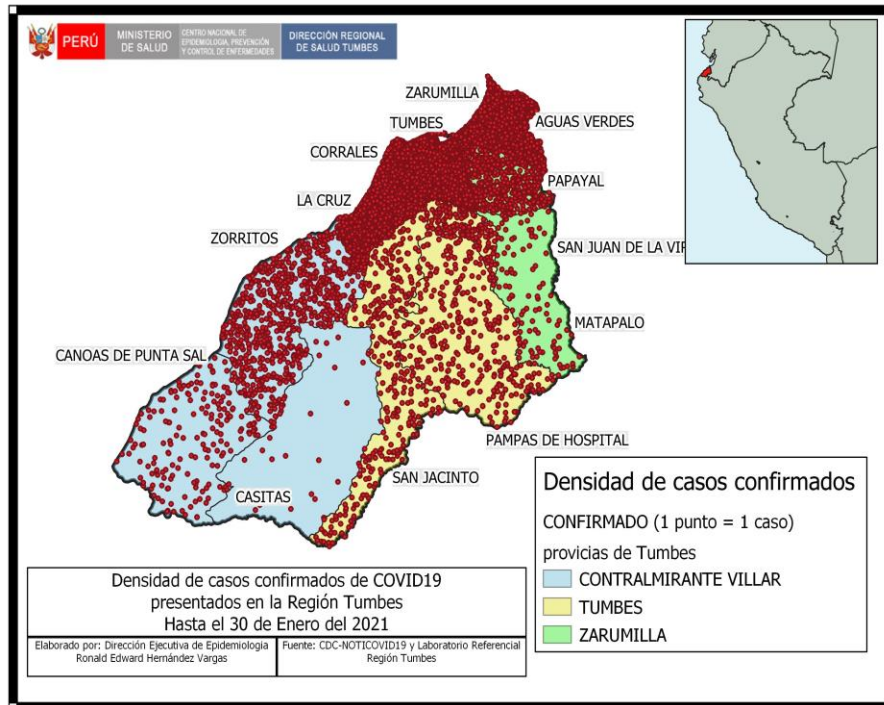 PERÚ
MINISTERIO
DE SALUD
CENTRO NACIONAL DE
EPIDEMIOLOGIA, PREVENCIÓN
Y CONTROL DE ENFERMEDADES
DIRECCIÓN REGIONAL
DE SALUD TUMBES
ZARUMILLA
TUMBES
AGUAS VERDES
CORRALES
PAPAYAL
LA CRUZ
ZORRITOS
SAN JUAN DE LA VIR
MATAPALO
CANOAS DE PUNTA SAL
PAMPAS DE HOSPITAL
SAN JACINTO
CASITAS
Densidad de casos confirmados
CONFIRMADO (1 punto = 1 caso)
provicias de Tumbes
CONTRALMIRANTE VILLAR
TUMBES
ZARUMILLA
Densidad de casos confirmados de COVID19
presentados en la Región Tumbes
Hasta el 30 de Enero del 2021
Elaborado por: Dirección Ejecutiva de Epidemiologia
Ronald Edward Hernández Vargas
Fuente: CDC-NOTICOVID19 y Laboratorio Referencial
Región Tumbes